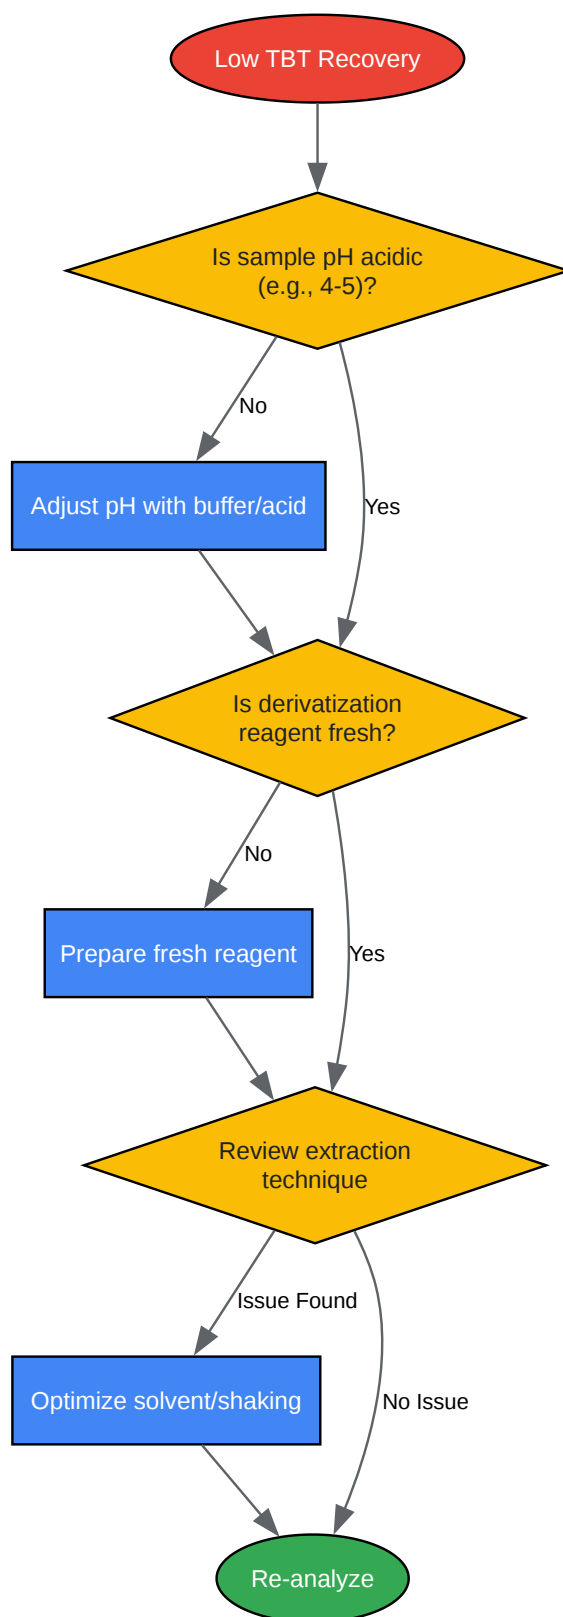 Low TBT Recovery
Is sample pH acidic
(e.g., 4-5)?
No
Adjust pH with buffer/acid
Yes
Is derivatization
reagent fresh?
No
Prepare fresh reagent
Yes
Review extraction
technique
Issue Found
Optimize solvent/shaking
No Issue
Re-analyze